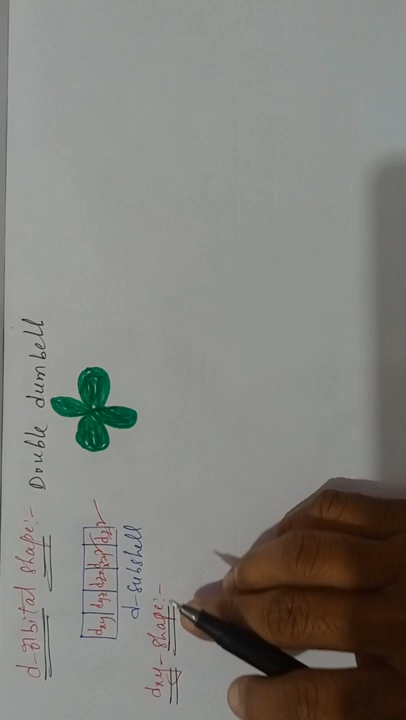 d-orbital shape:- Double dumbell
dxy dyz dzx dx²-y² dz²
d-subshell
dxy - shape:-